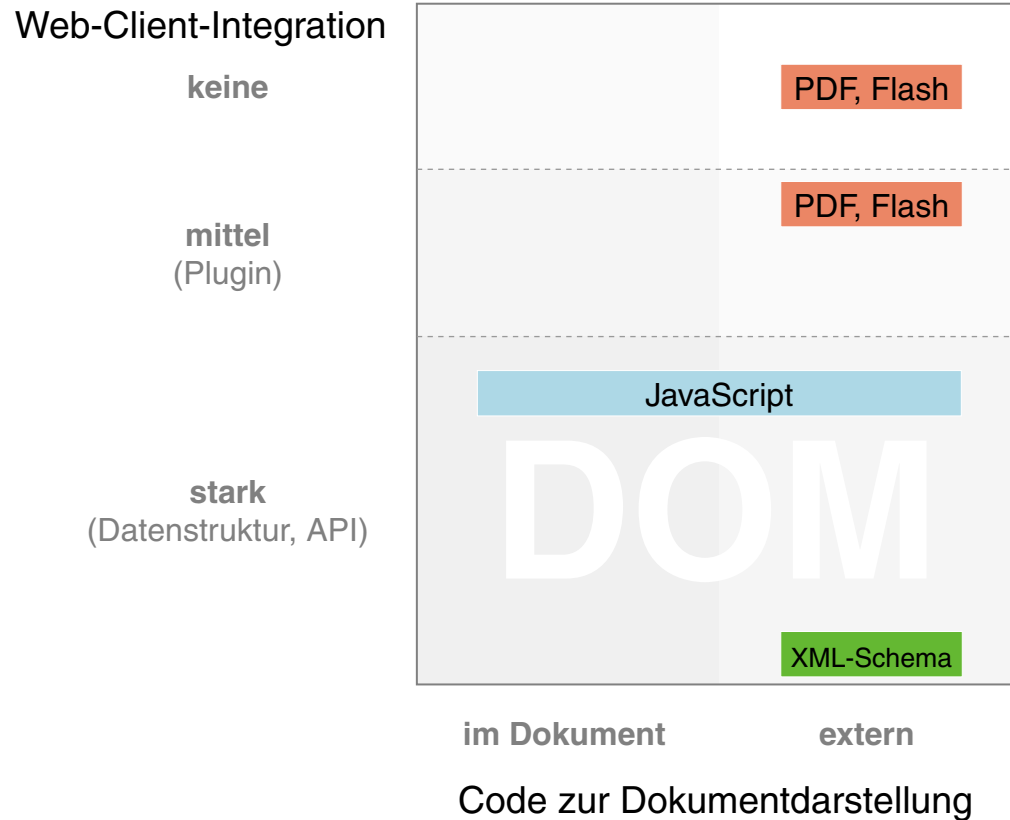 Web-Client-Integration
keine
PDF, Flash
PDF, Flash
mittel
(Plugin)
JavaScript
DOM
stark
(Datenstruktur, API)
XML-Schema
im Dokument
extern
Code zur Dokumentdarstellung